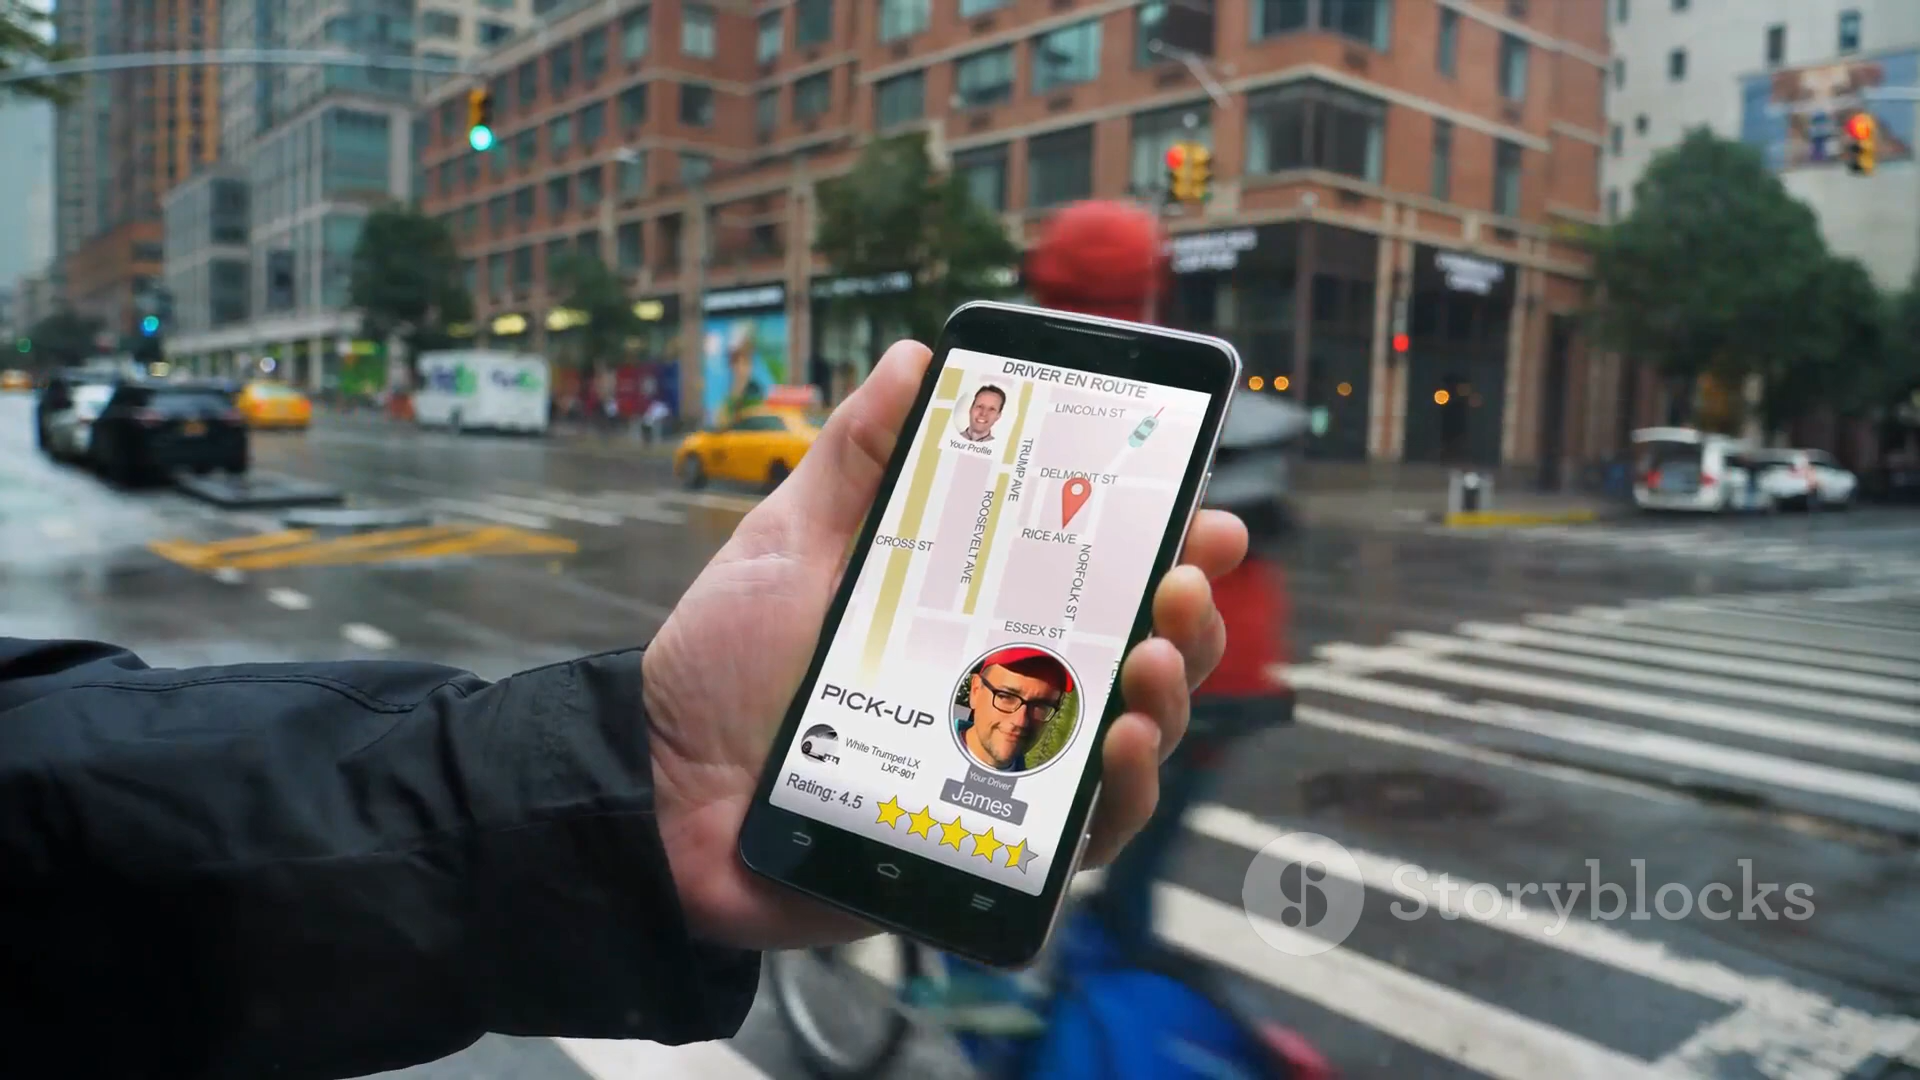 DRIVER EN ROUTE
LINCOLN ST
Your Profile
TRUMP AVE
DELMONT ST
ROOSEVELT AVE
RICE AVE
CROSS ST
NORFOLK ST
ESSEX ST
PICK-UP
White Trumpet LX
LXF-901
Your Driver
James
Rating: 4.5
Storyblocks